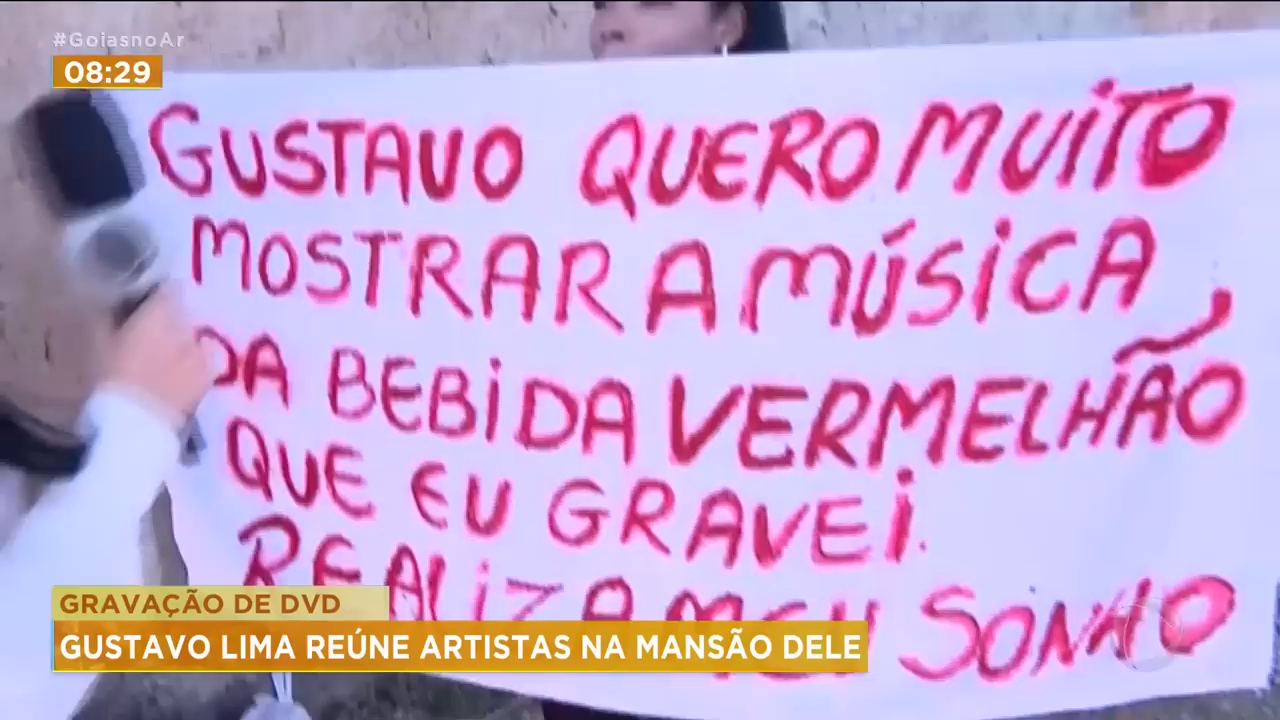 #GoiasnoAr
08:29
GUSTAVO QUERO MUITO
MOSTRAR A MÚSICA,
DA BEBIDA VERMELHÃO
QUE EU GRAVEI.
REALIZA MEU SONHO
GRAVAÇÃO DE DVD
GUSTAVO LIMA REÚNE ARTISTAS NA MANSÃO DELE